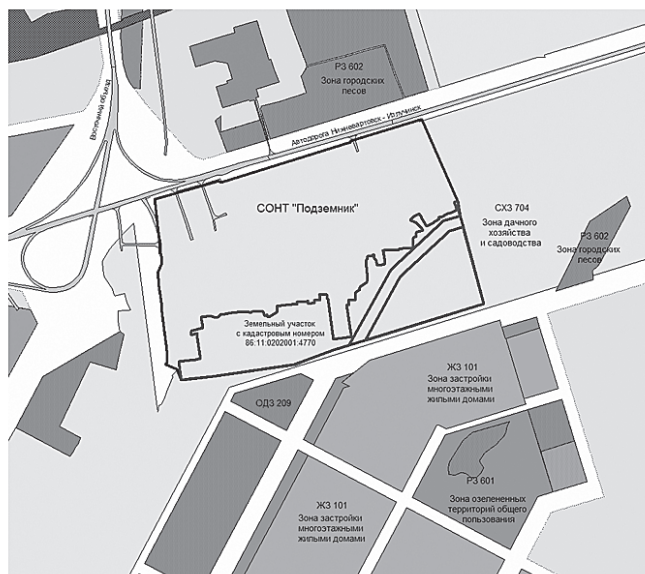 РЗ 602
Зона городских
лесов
Автодорога Нижневартовск - Излучинск
Восточный обход
СОНТ "Подземник"
СХЗ 704
Зона дачного
хозяйства
и садоводства
РЗ 602
Зона городских
лесов
Земельный участок
с кадастровым номером
86:11:0202001:4770
ЖЗ 101
Зона застройки
многоэтажными
жилыми домами
ОДЗ 209
РЗ 601
Зона озелененных
территорий общего
пользования
ЖЗ 101
Зона застройки
многоэтажными
жилыми домами